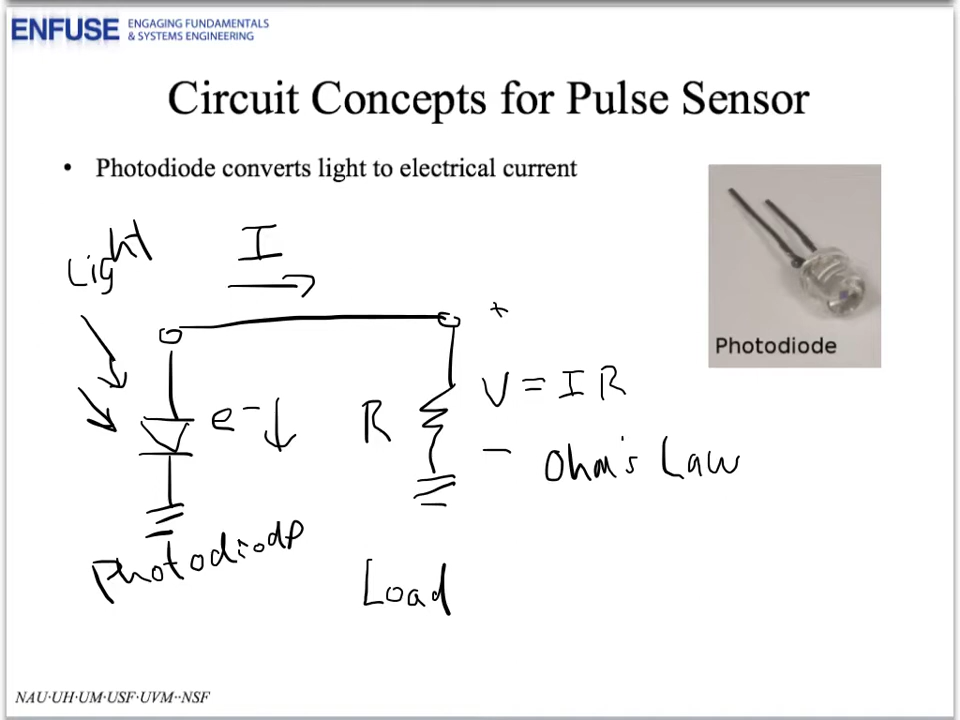 ENFUSE ENGAGING FUNDAMENTALS
& SYSTEMS ENGINEERING
Circuit Concepts for Pulse Sensor
• Photodiode converts light to electrical current
Light
I
+
V = I R
e- ↓
R
- Ohm's Law
Photodiode
Load
Photodiode
NAU·UH·UM·USF·UVM··NSF